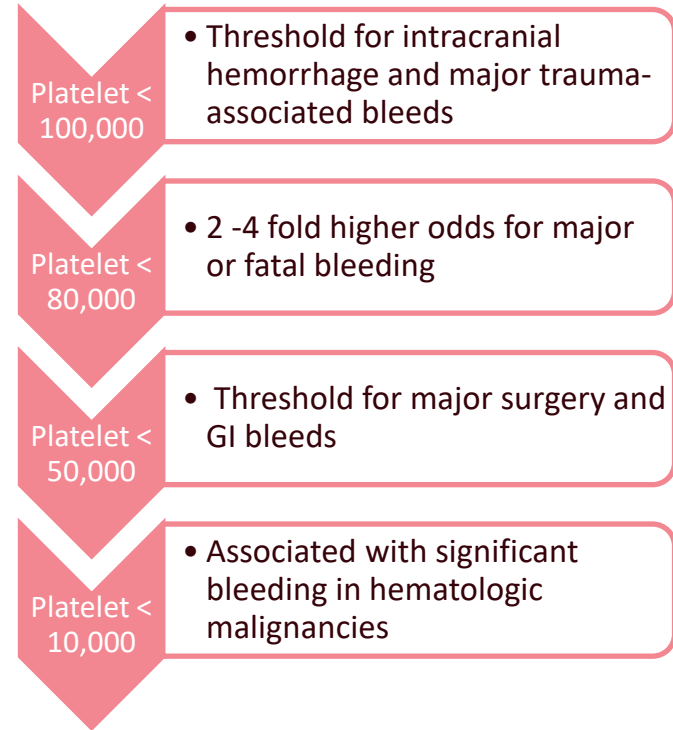 Platelet <
100,000
• Threshold for intracranial
hemorrhage and major trauma-
associated bleeds
Platelet <
80,000
• 2 -4 fold higher odds for major
or fatal bleeding
Platelet <
50,000
• Threshold for major surgery and
GI bleeds
Platelet <
10,000
• Associated with significant
bleeding in hematologic
malignancies